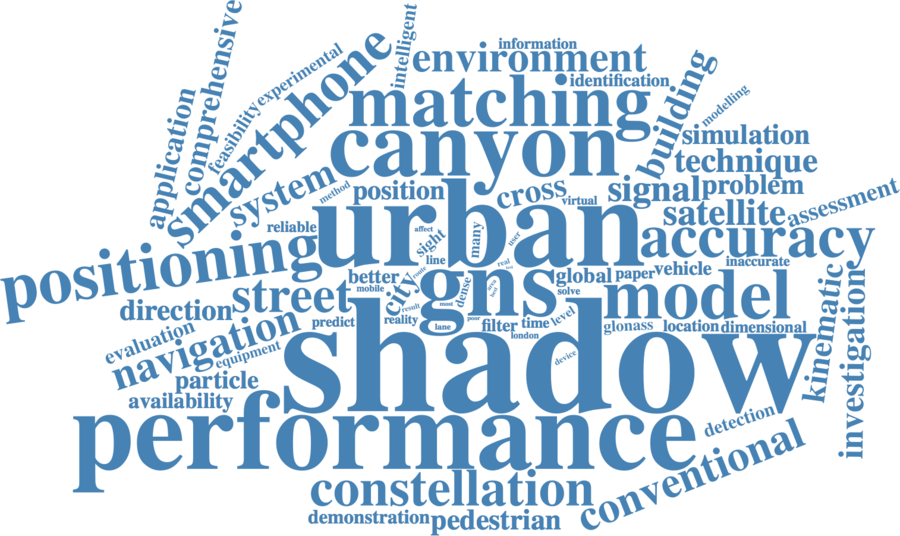 information
intelligent
environment
comprehensive
experimental
smartphone
identification
application
feasibility
matching
building
modelling
canyon
simulation
technique
system
method
position
cross
virtual
signal
problem
satellite
assessment
reliable
urban
affect
sight
many
user
accuracy
positioning
line
real
inaccurate
better
route
global
paper
vehicle
mobile
city
gnss
dense
area
solve
direction
street
result
must
model
kinematic
investigation
evaluation
navigation
predict
reality
lane
poor
filter
time
level
glonass
location
dimensional
london
equipment
shadow
device
particle
availability
performance
detection
constellation
conventional
demonstration
pedestrian